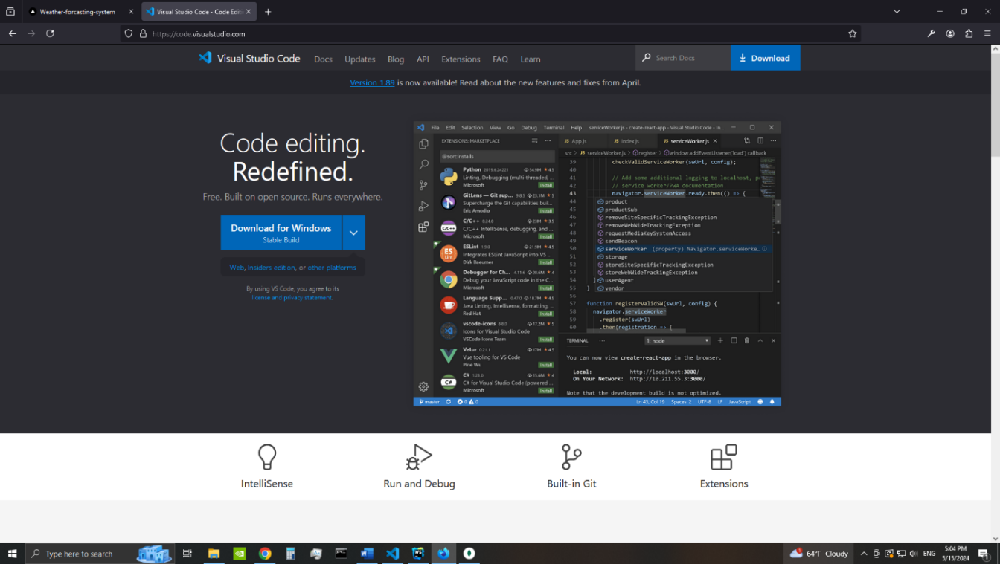 Weather-forcasting-system
Visual Studio Code - Code Edit
https://code.visualstudio.com
Visual Studio Code Docs Updates Blog API Extensions FAQ Learn Search Docs Download
Version 1.89 is now available! Read about the new features and fixes from April.
Code editing.
Redefined.
Free. Built on open source. Runs everywhere.
Download for Windows
Stable Build
Web, Insiders edition, or other platforms
By using VS Code, you agree to its
license and privacy statement.
File Edit Selection View Go Debug Terminal Help serviceWorker.js - create-react-app - Visual Studio Code - In...
EXTENSIONS: MARKETPLACE
@sort:installs
Python 2019.6.24221 54.9M 4.5
Linting, Debugging (multi-threaded, ...
Microsoft Install
GitLens — Git sup... 9.8.5 23.1M 5
Supercharge the Git capabilities buil...
Eric Amodio Install
C/C++ 0.24.0 23M 3.5
C/C++ IntelliSense, debugging, and ...
Microsoft Install
ESLint 1.9.0 21.9M 4.5
Integrates ESLint JavaScript into VS ...
Dirk Baeumer Install
Debugger for Ch... 4.11.6 20.6M 4
Debug your JavaScript code in the C...
Microsoft Install
Language Supp... 0.47.0 18.7M 4.5
Java Linting, Intellisense, formatting, ...
Red Hat Install
vscode-icons 8.8.0 17.2M 5
Icons for Visual Studio Code
VSCode Icons Team Install
Vetur 0.21.1 17M 4.5
Vue tooling for VS Code
Pine Wu Install
C# 1.21.0 15.6M 4
C# for Visual Studio Code (powered ...
Microsoft Install
JS App.js JS index.js JS serviceWorker.js
src > JS serviceWorker.js > register > window.addEventListener('load') callback
39 checkValidServiceWorker(swUrl, config);
40
41 // Add some additional logging to localhost, p
42 // service worker/PWA documentation.
43 navigator.serviceWorker.ready.then(() => {
44 product
45 productSub
46 removeSiteSpecificTrackingException
47 removeWebWideTrackingException
48 requestMediaKeySystemAccess
49 sendBeacon
50 serviceWorker (property) Navigator.serviceWorke...
51 storage
52 storeSiteSpecificTrackingException
53 storeWebWideTrackingException
54 } userAgent
55 } vendor
56
57 function registerValidSW(swUrl, config) {
58 navigator.serviceWorker
59 .register(swUrl)
60 .then(registration => {
TERMINAL ... 1: node
You can now view create-react-app in the browser.
Local: http://localhost:3000/
On Your Network: http://10.211.55.3:3000/
Note that the development build is not optimized.
master 0 0 Ln 43, Col 19 Spaces: 2 UTF-8 LF JavaScript
IntelliSense Run and Debug Built-in Git Extensions
Type here to search
64°F Cloudy ENG
5:04 PM
5/15/2024
1